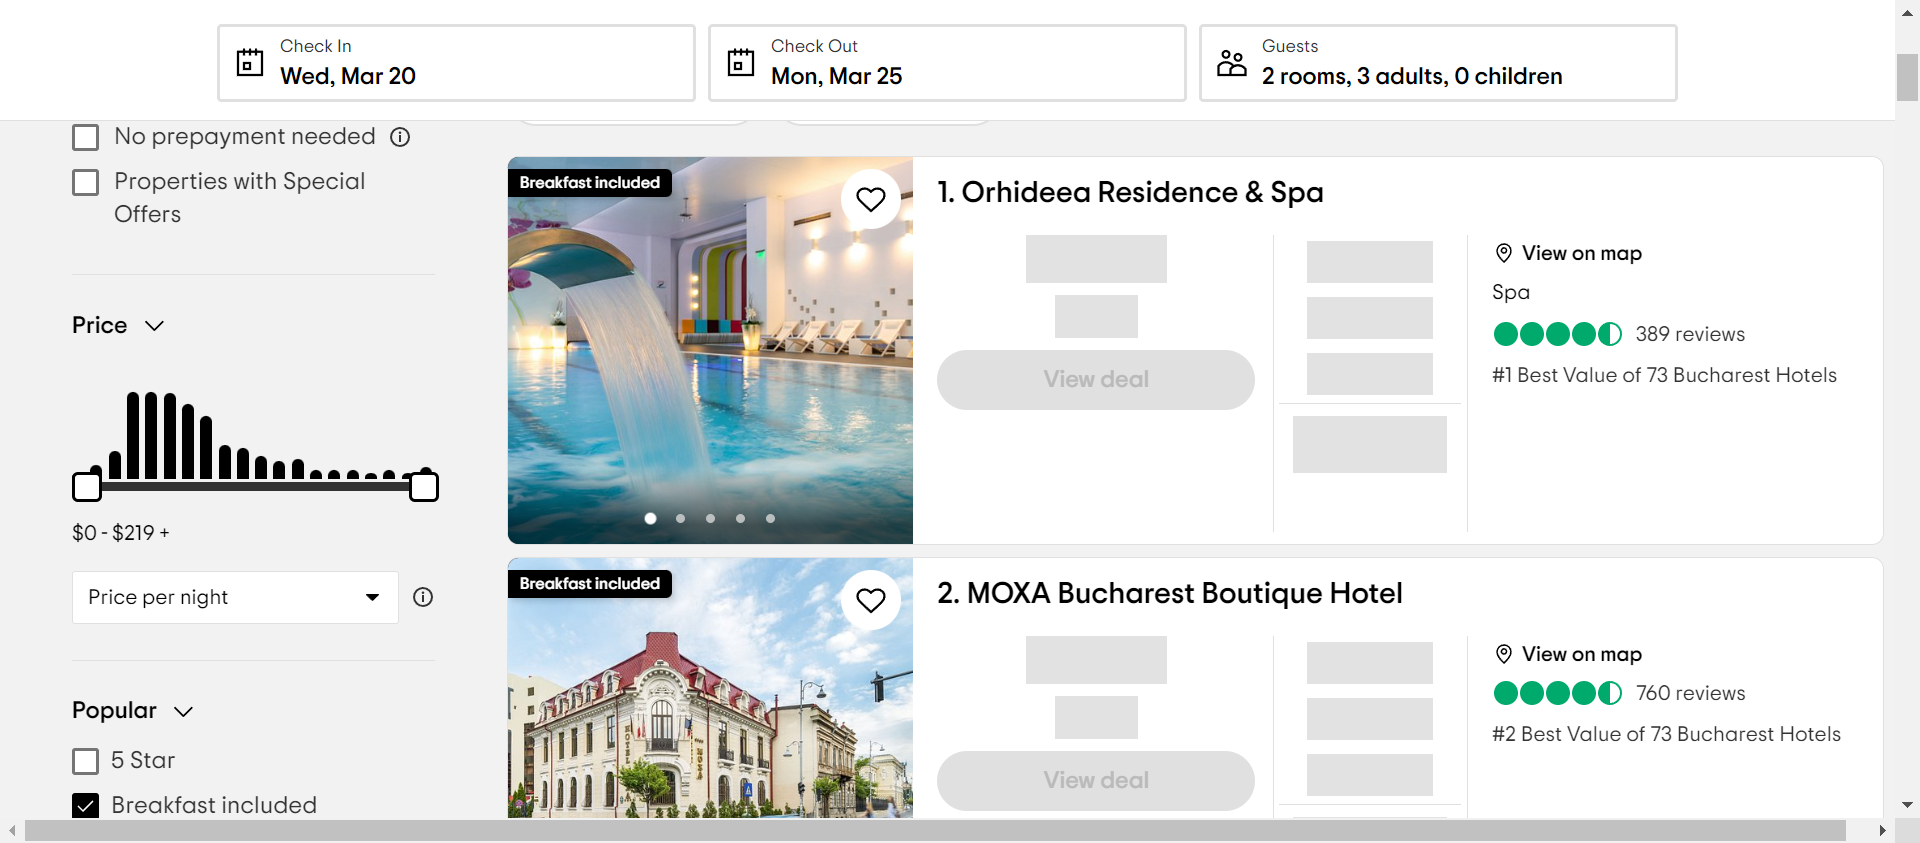 Check In
Wed, Mar 20
Check Out
Mon, Mar 25
Guests
2 rooms, 3 adults, 0 children
No prepayment needed
Properties with Special
Offers
Price
$0 - $219 +
Price per night
Popular
5 Star
Breakfast included
Breakfast included
1. Orhideea Residence & Spa
View deal
View on map
Spa
389 reviews
#1 Best Value of 73 Bucharest Hotels
Breakfast included
2. MOXA Bucharest Boutique Hotel
View deal
View on map
760 reviews
#2 Best Value of 73 Bucharest Hotels
HOTEL
MOXA